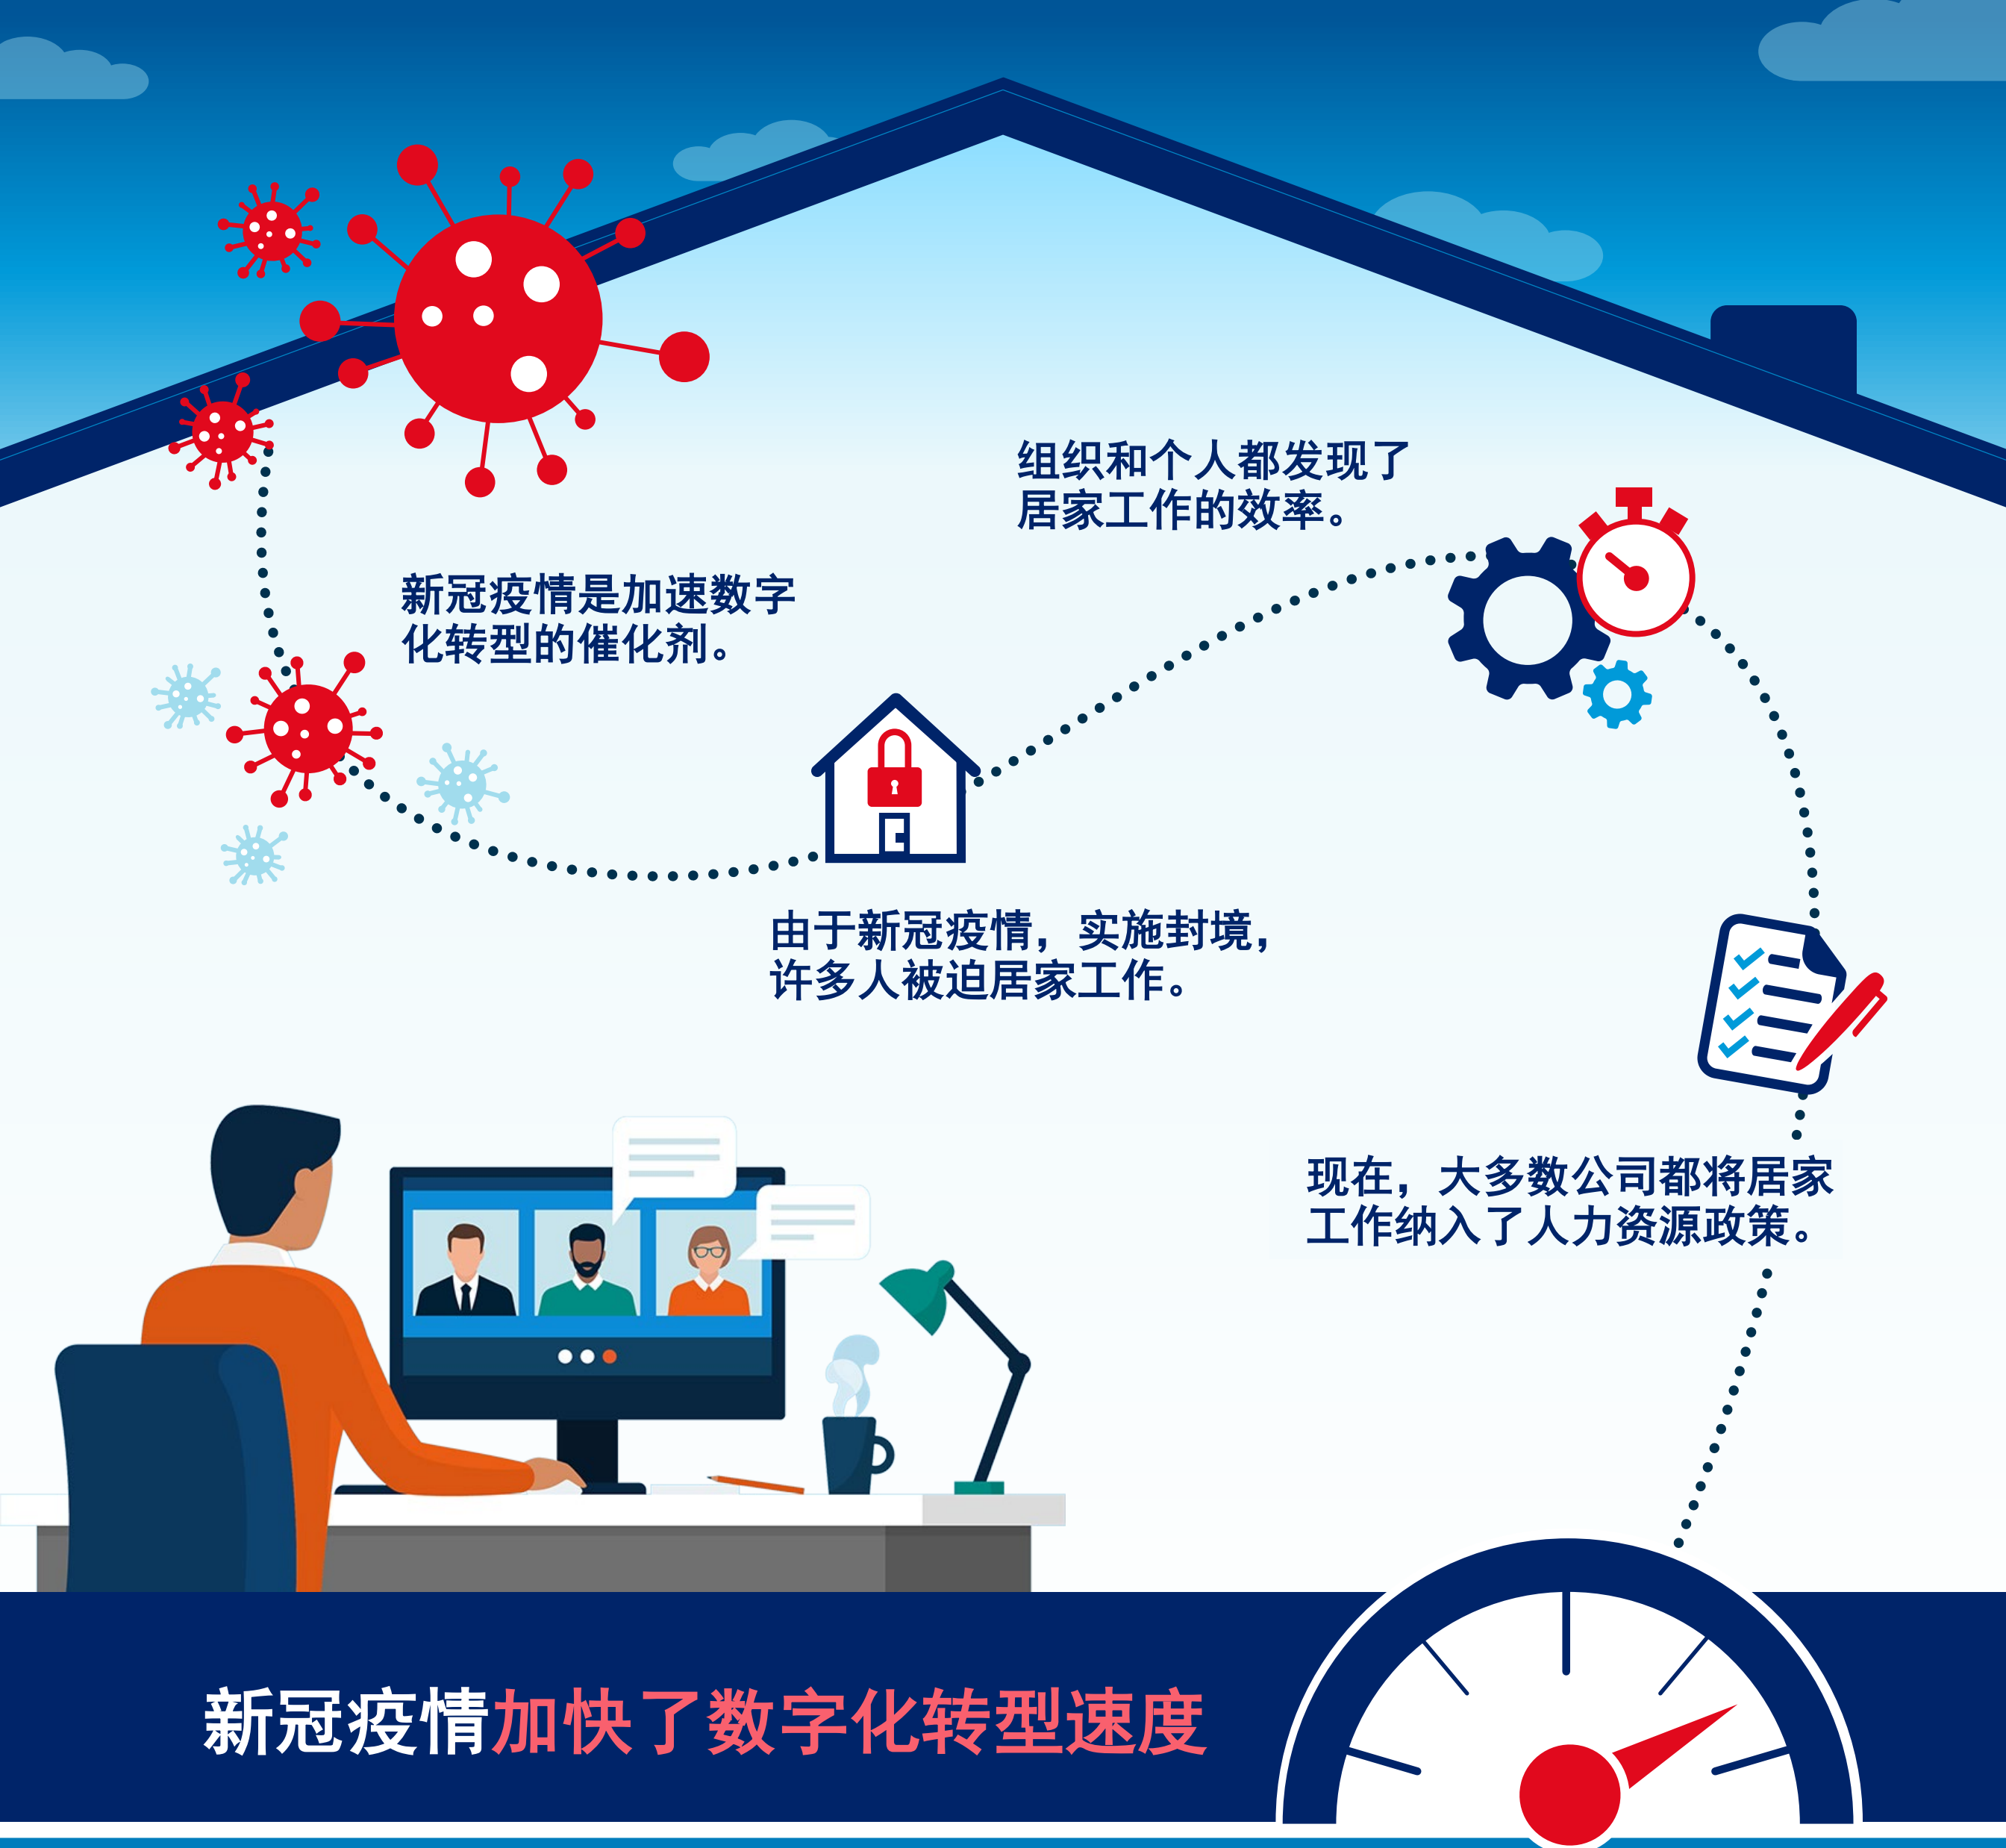 新冠疫情是加速数字
化转型的催化剂。
由于新冠疫情，实施封境，
许多人被迫居家工作。
组织和个人都发现了
居家工作的效率。
现在，大多数公司都将居家
工作纳入了人力资源政策。
新冠疫情加快了数字化转型速度